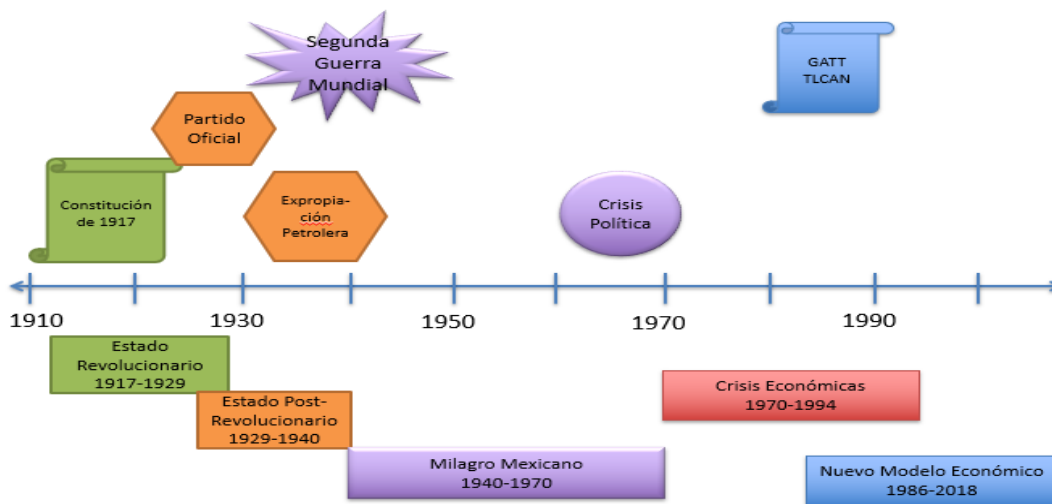 Segunda
Guerra
Mundial
GATT
TLCAN
Partido
Oficial
Constitución
de 1917
Expropia-
ción
Petrolera
Crisis
Política
1910
1930
1950
1970
1990
Estado
Revolucionario
1917-1929
Estado Post-
Revolucionario
1929-1940
Crisis Económicas
1970-1994
Milagro Mexicano
1940-1970
Nuevo Modelo Económico
1986-2018